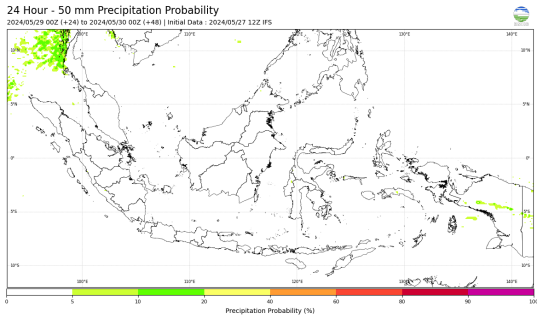 24 Hour - 50 mm Precipitation Probability
2024/05/29 00Z (+24) to 2024/05/30 00Z (+48) | Initial Data : 2024/05/27 12Z IFS
100°E 110°E 120°E 130°E 140°E
10°N 10°N
5°N 5°N
0° 0°
5°S 5°S
10°S 10°S
100°E 110°E 120°E 130°E 140°E
0 5 10 20 40 60 80 90 100
Precipitation Probability (%)